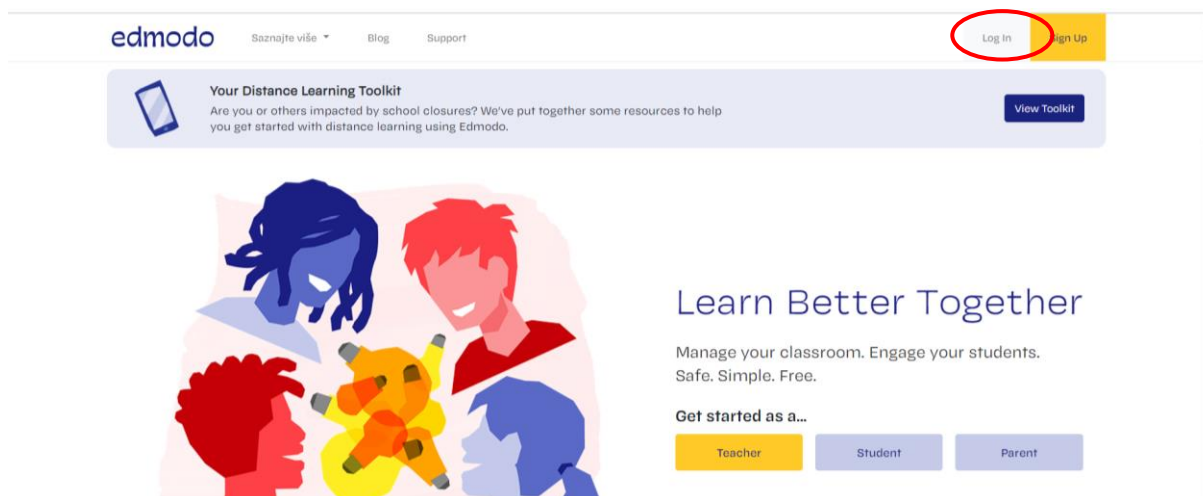 edmodo Saznajte više Blog Support Log In Sign Up
Your Distance Learning Toolkit
Are you or others impacted by school closures? We've put together some resources to help
you get started with distance learning using Edmodo.
View Toolkit
Learn Better Together
Manage your classroom. Engage your students.
Safe. Simple. Free.
Get started as a...
Teacher Student Parent